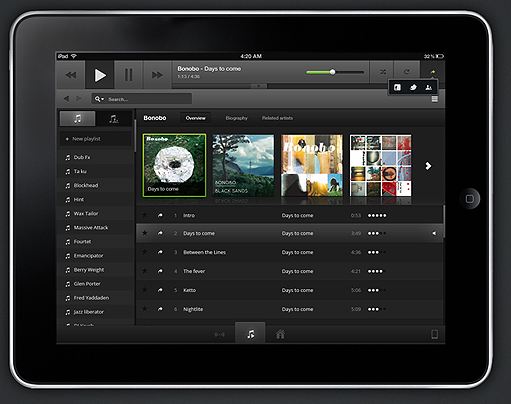 iPad
4:20 AM
32%
Bonobo - Days to come
1:13 / 4:36
Search...
Bonobo
Overview
Biography
Related artists
+ New playlist
Dub Fx
Ta ku
Blockhead
Hint
Wax Tailor
Massive Attack
Fourtet
Emancipator
Berry Weight
Glen Porter
Fred Yaddaden
Jazz liberator
Bonobo
Days to come
BONOBO
BLACK SANDS
Bonobo
1 Intro Days to come 0:53
2 Days to come Days to come 3:49
3 Between the Lines Days to come 4:36
4 The fever Days to come 4:21
5 Ketto Days to come 5:06
6 Nightlite Days to come 5:09